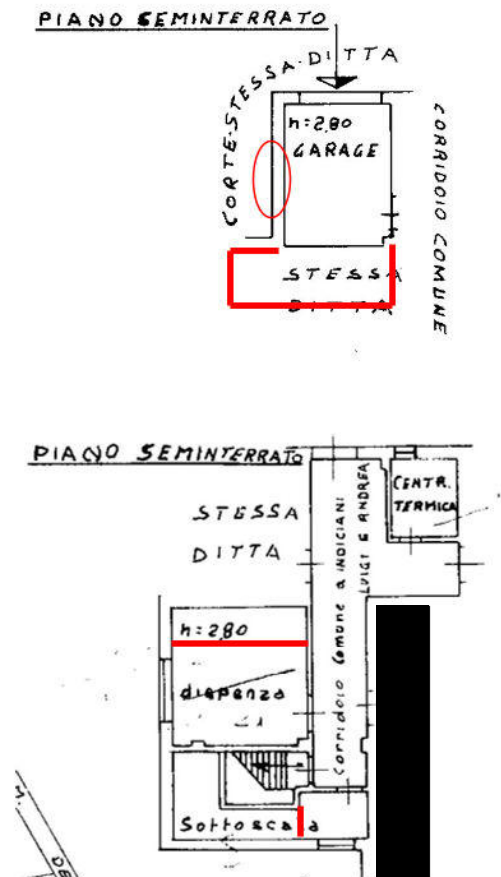 PIANO SEMINTERRATO
CORTE-STESSA-DITTA
h=2,80
GARAGE
CORRIDOIO COMUNE
STESSA
DITTA
PIANO SEMINTERRATO
STESSA
DITTA
CENTR.
TERMICA
Corridoio Comune a INDICIANI
LUIGI E ANDREA
h=2,80
dispenza
Sottoscala